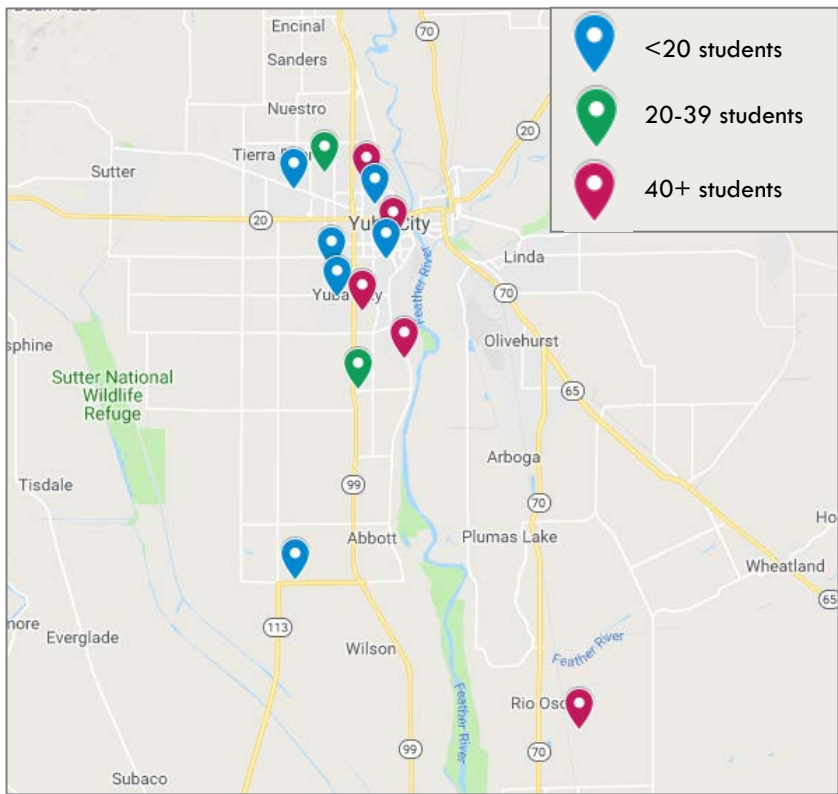 Encinal
70
Sanders
<20 students
Nuestro
20-39 students
20
Tierra
Sutter
40+ students
20
Yuba City
Linda
Feather River
70
Yuba City
Olivehurst
Sutter National
Wildlife
Refuge
65
Arboga
Tisdale
99
70
Abbott
Plumas Lake
Wheatland
65
113
Everglade
Wilson
Feather River
Rio Oso
Feather River
99
70
Subaco